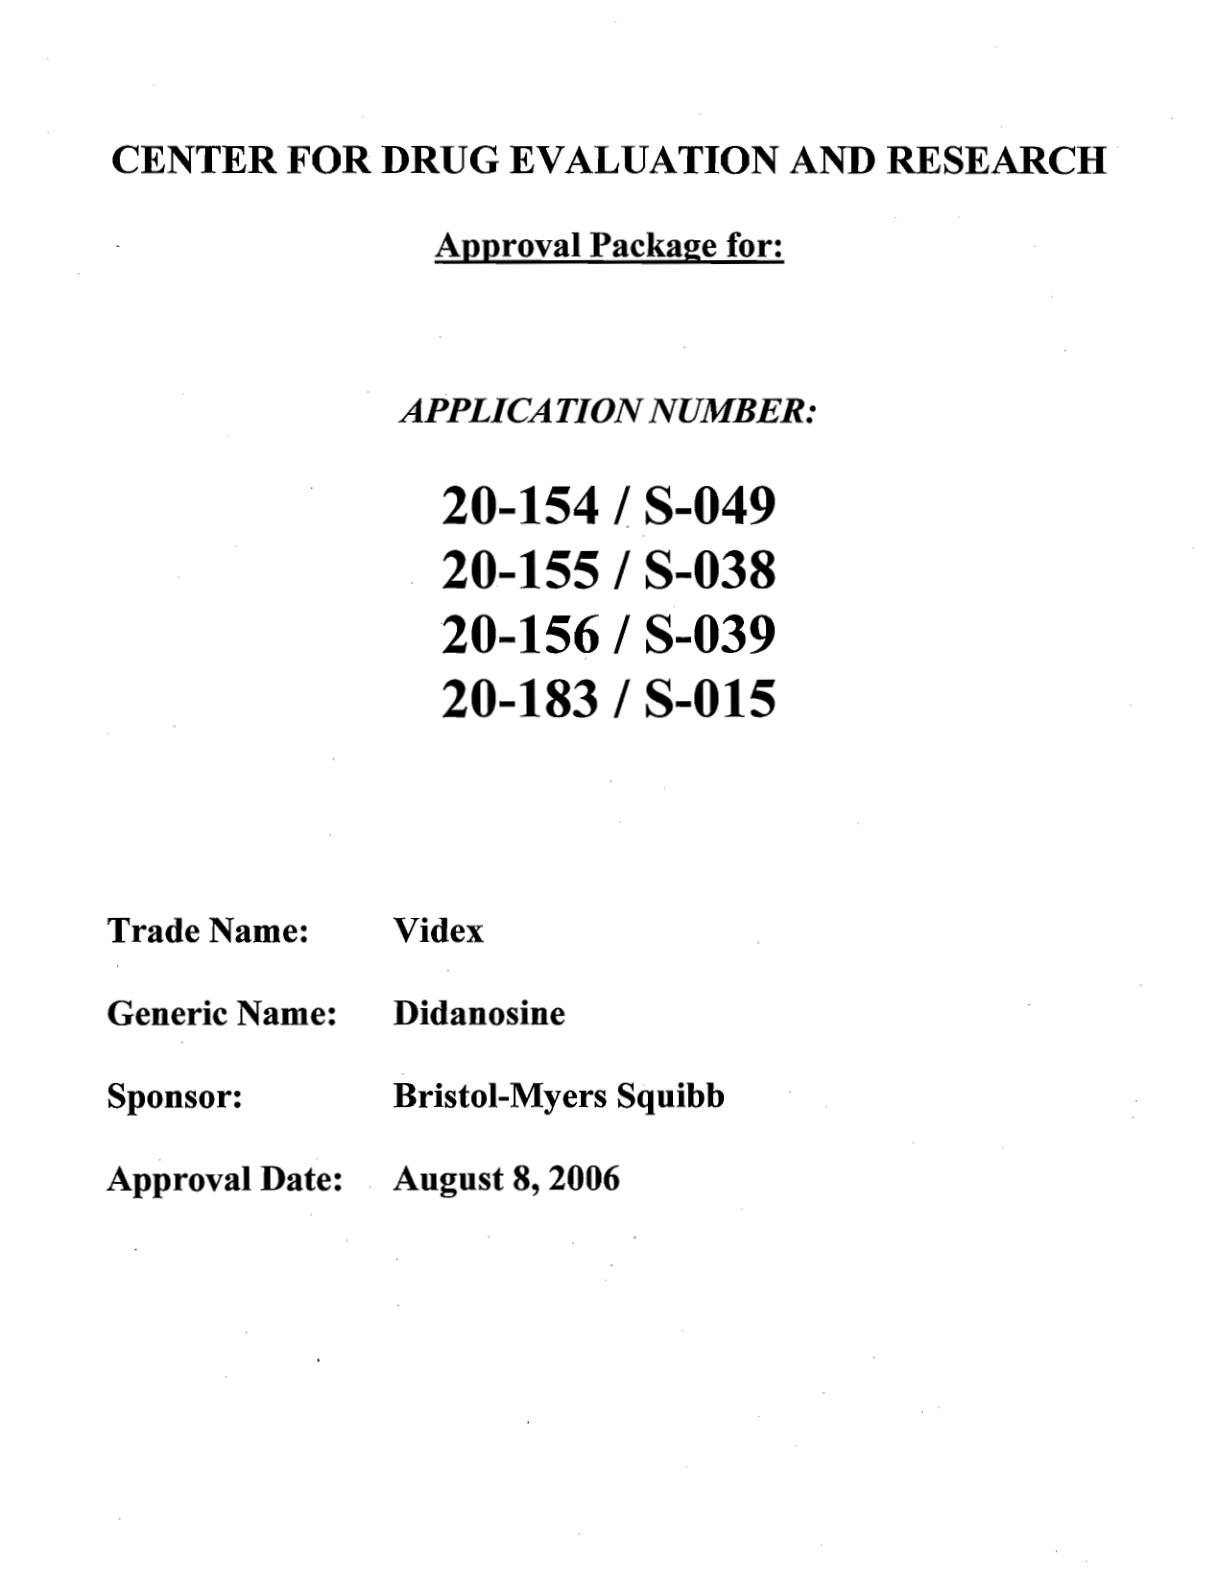 CENTER FOR DRUG EVALUATION AND RESEARCH
Approval Package for:
APPLICATION NUMBER:
20-154 / S-049
20-155 / S-038
20-156 / S-039
20-183 / S-015
Trade Name: Videx
Generic Name: Didanosine
Sponsor: Bristol-Myers Squibb
Approval Date: August 8, 2006